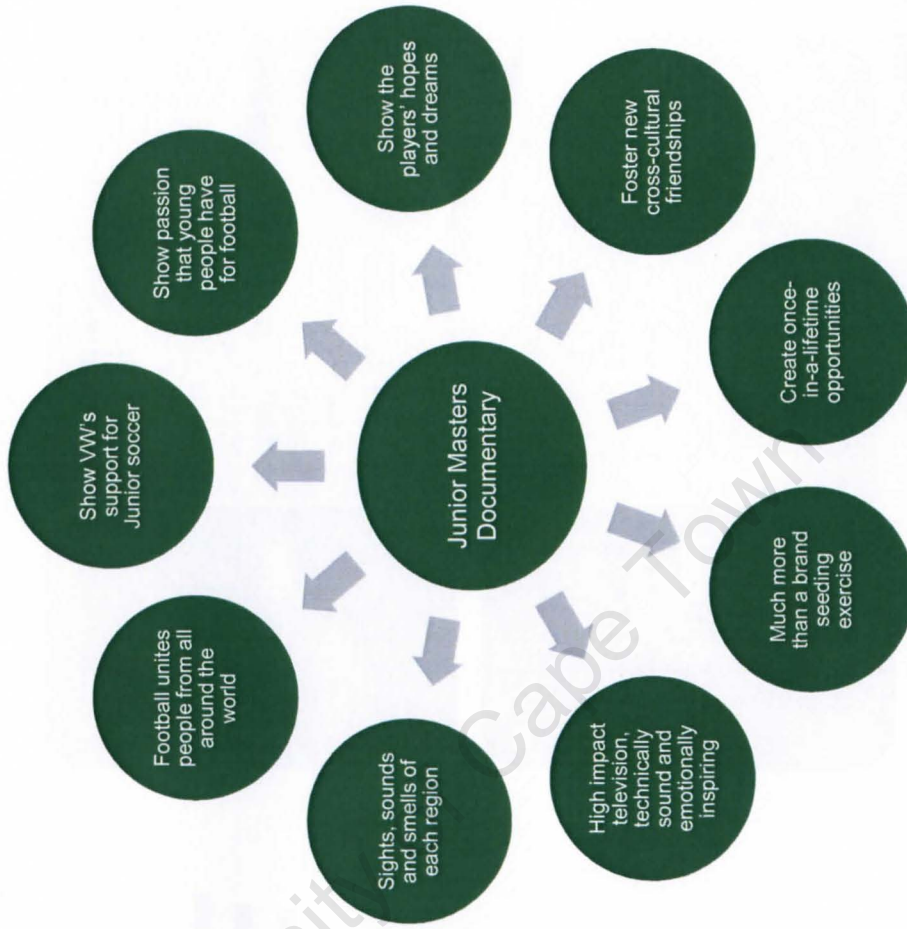 Junior Masters
Documentary
Show VW's
support for
Junior soccer
Show passion
that young
people have
for football
Show the
players' hopes
and dreams
Foster new
cross-cultural
friendships
Create once-
in-a-lifetime
opportunities
Much more
than a brand
seeding
exercise
High impact
television,
technically
sound and
emotionally
inspiring
Sights, sounds
and smells of
each region
Football unites
people from all
around the
world
Cape Town